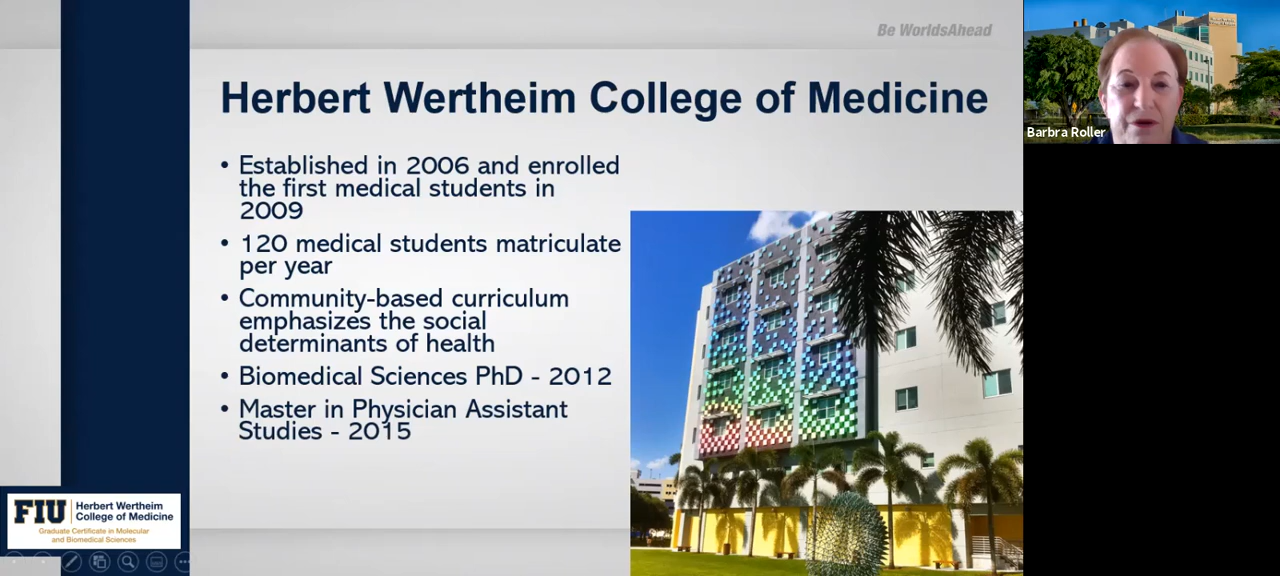 Be WorldsAhead
Herbert Wertheim College of Medicine
• Established in 2006 and enrolled
the first medical students in
2009
• 120 medical students matriculate
per year
• Community-based curriculum
emphasizes the social
determinants of health
• Biomedical Sciences PhD - 2012
• Master in Physician Assistant
Studies - 2015
FIU
Herbert Wertheim
College of Medicine
Graduate Certificate in Molecular
and Biomedical Sciences
Barbra Roller